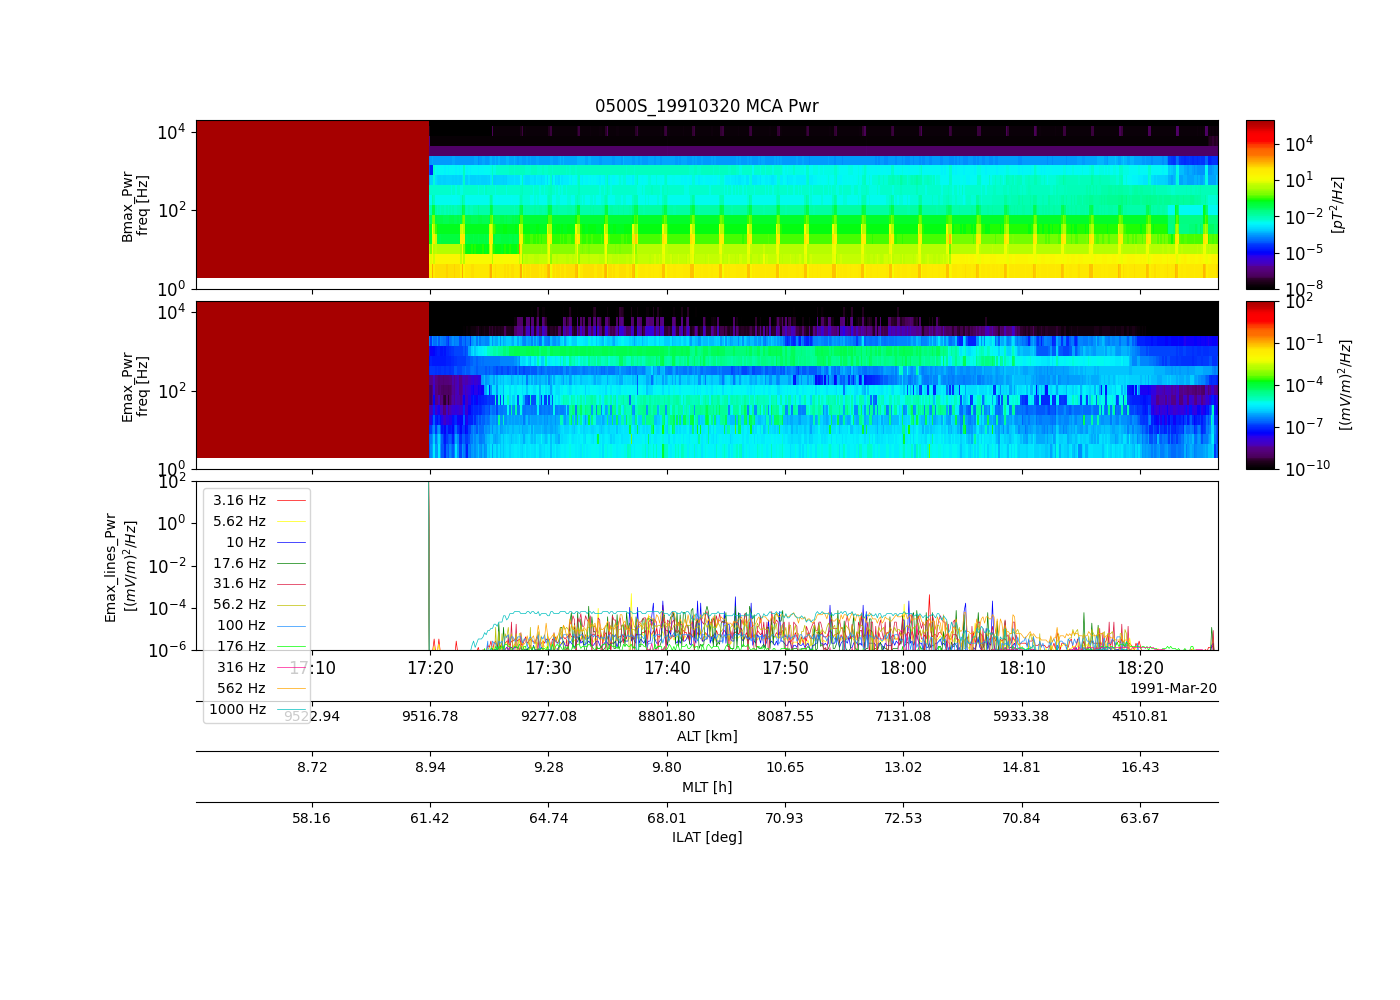 0500S_19910320 MCA Pwr
Bmax_Pwr
freq [Hz]
10^4
10^2
10^0
10^4
10^1
10^-2
10^-5
10^-8
[pT^2/Hz]
Emax_Pwr
freq [Hz]
10^4
10^2
10^0
10^2
10^-1
10^-4
10^-7
10^-10
[(mV/m)^2/Hz]
Emax_lines_Pwr
[(mV/m)^2/Hz]
10^2
10^0
10^-2
10^-4
10^-6
3.16 Hz
5.62 Hz
10 Hz
17.6 Hz
31.6 Hz
56.2 Hz
100 Hz
176 Hz
316 Hz
562 Hz
1000 Hz
17:10 17:20 17:30 17:40 17:50 18:00 18:10 18:20
1991-Mar-20
9522.94 9516.78 9277.08 8801.80 8087.55 7131.08 5933.38 4510.81
ALT [km]
8.72 8.94 9.28 9.80 10.65 13.02 14.81 16.43
MLT [h]
58.16 61.42 64.74 68.01 70.93 72.53 70.84 63.67
ILAT [deg]